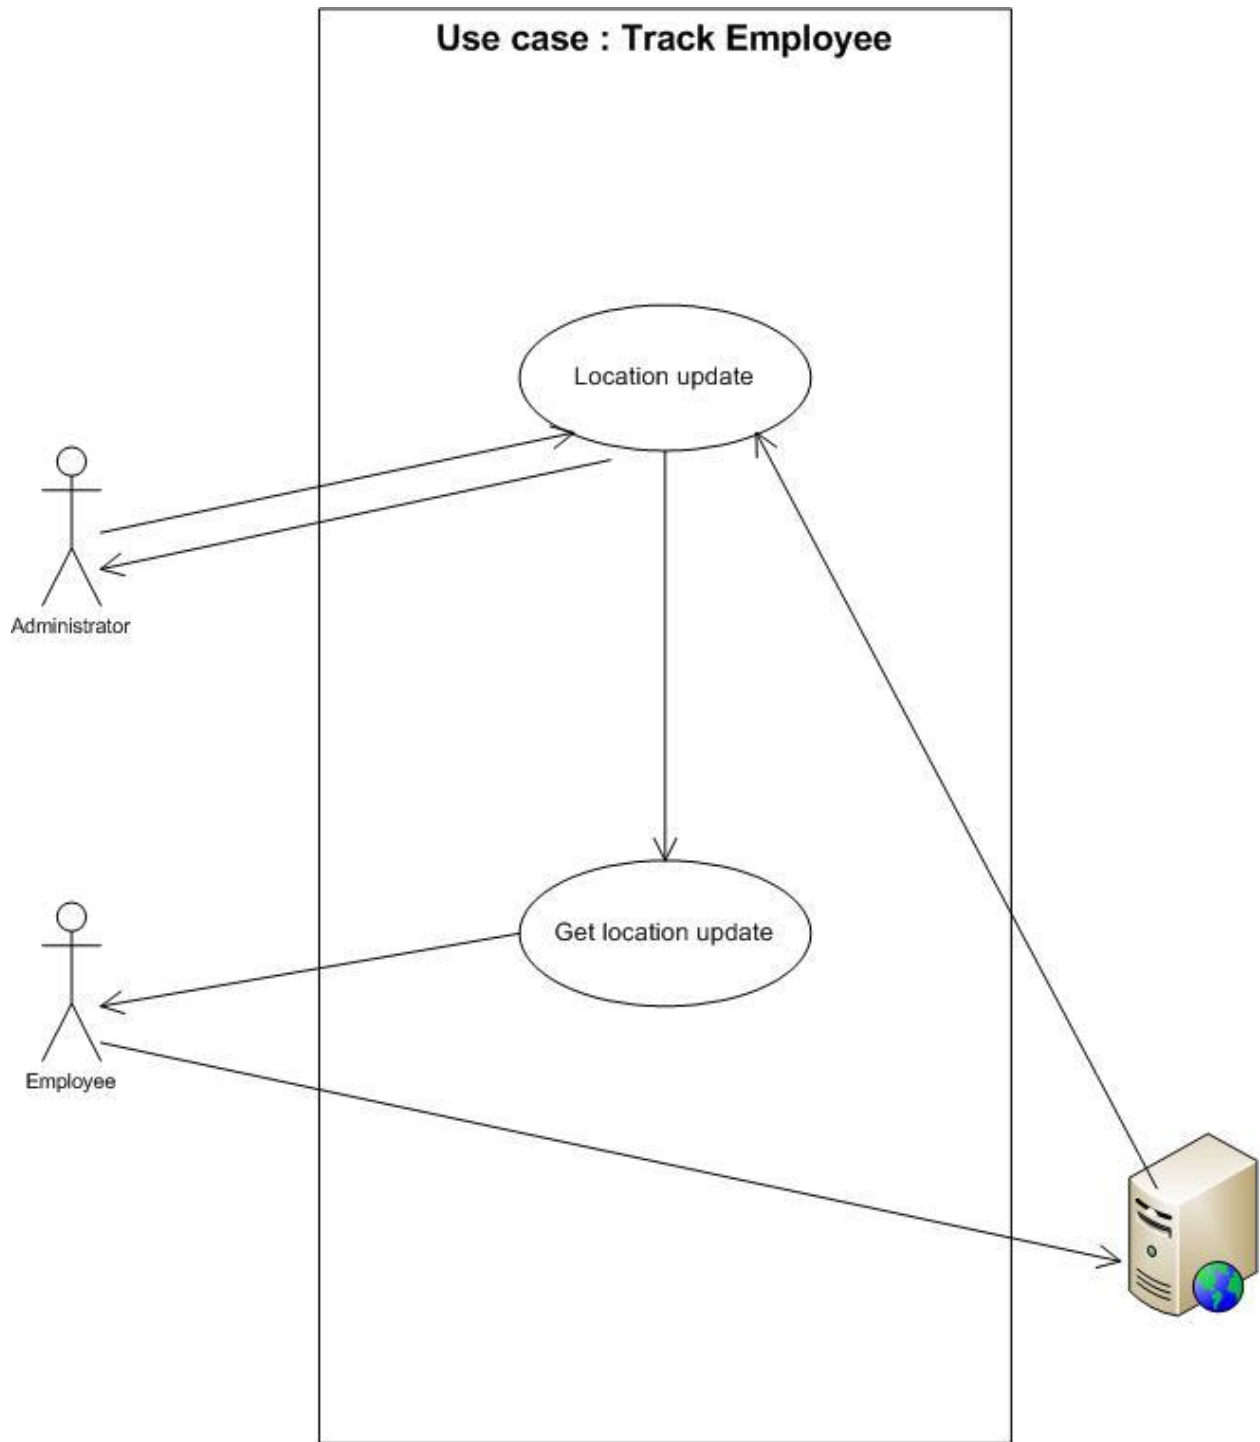 Use case : Track Employee
Location update
Administrator
Get location update
Employee